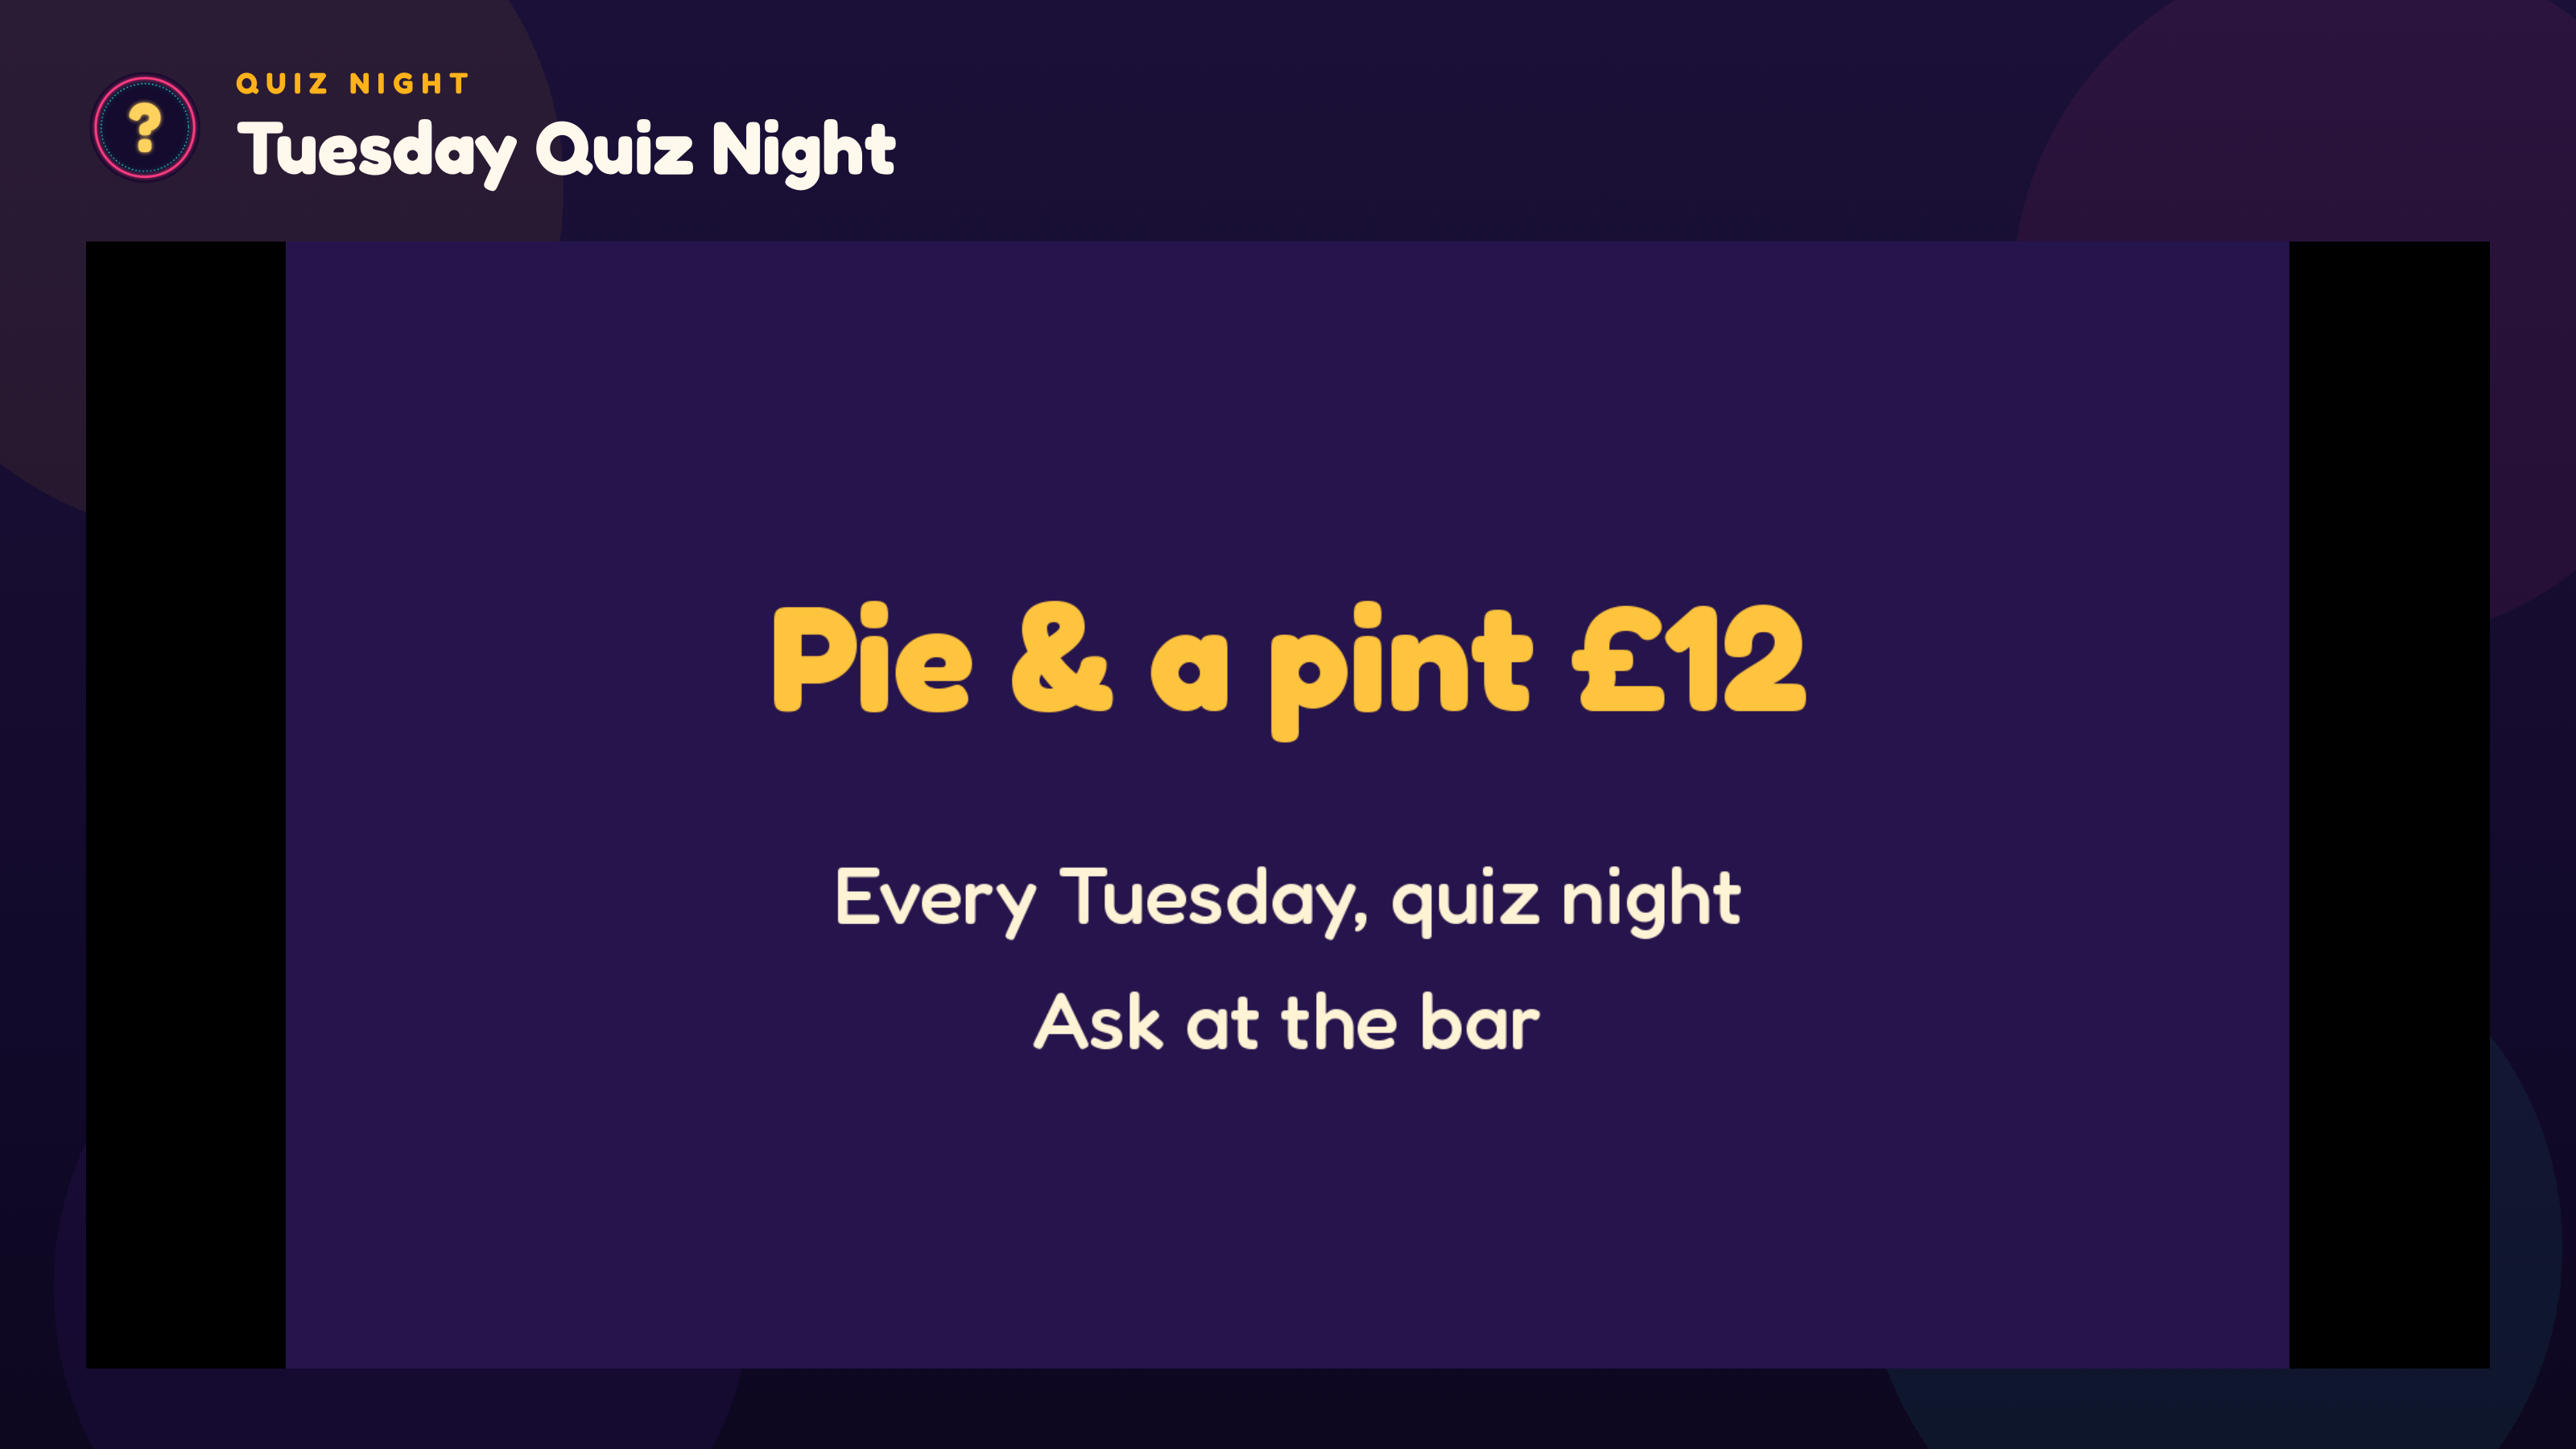 ?
QUIZ NIGHT
Tuesday Quiz Night
Pie & a pint £12
Every Tuesday, quiz night
Ask at the bar